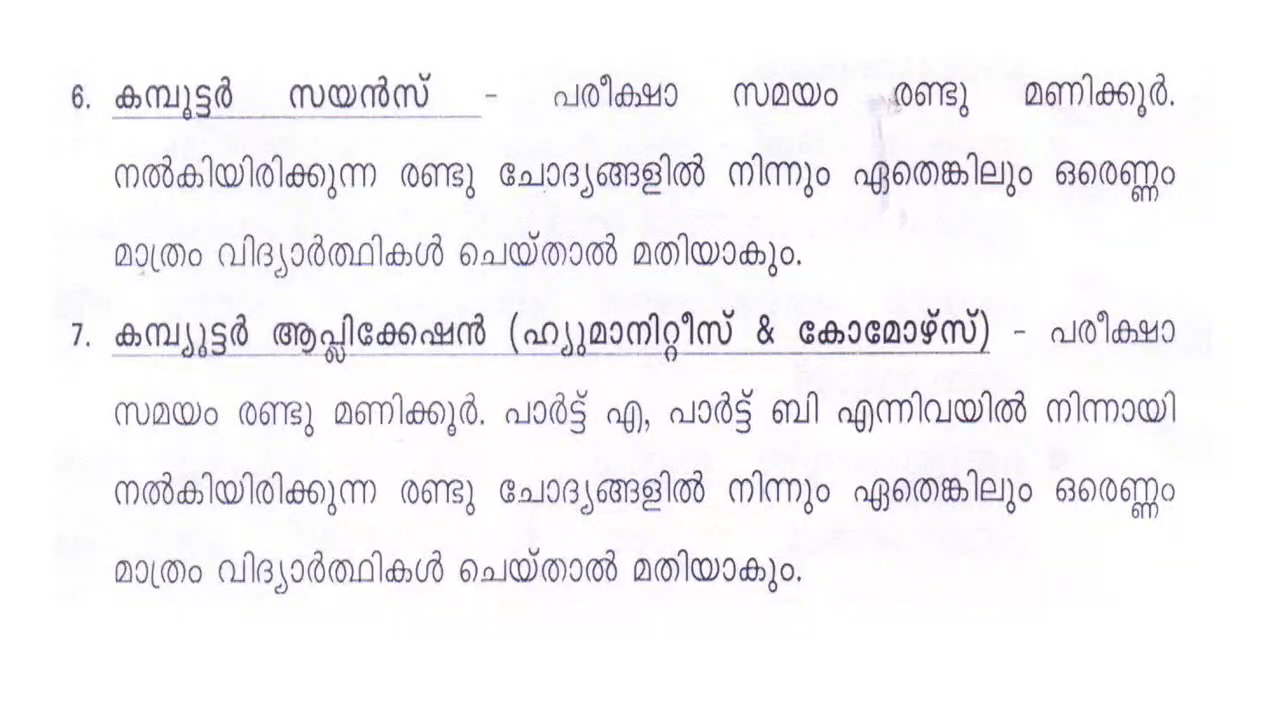 6. കമ്പൂട്ടർ സയൻസ് - പരീക്ഷാ സമയം രണ്ടു മണിക്കൂർ.
നൽകിയിരിക്കുന്ന രണ്ടു ചോദ്യങ്ങളിൽ നിന്നും ഏതെങ്കിലും ഒരെണ്ണം
മാത്രം വിദ്യാർത്ഥികൾ ചെയ്താൽ മതിയാകും.
7. കമ്പ്യൂട്ടർ ആപ്ലിക്കേഷൻ (ഹ്യുമാനിറ്റീസ് & കോമോഴ്സ്) - പരീക്ഷാ
സമയം രണ്ടു മണിക്കൂർ. പാർട്ട് എ, പാർട്ട് ബി എന്നിവയിൽ നിന്നായി
നൽകിയിരിക്കുന്ന രണ്ടു ചോദ്യങ്ങളിൽ നിന്നും ഏതെങ്കിലും ഒരെണ്ണം
മാത്രം വിദ്യാർത്ഥികൾ ചെയ്താൽ മതിയാകും.